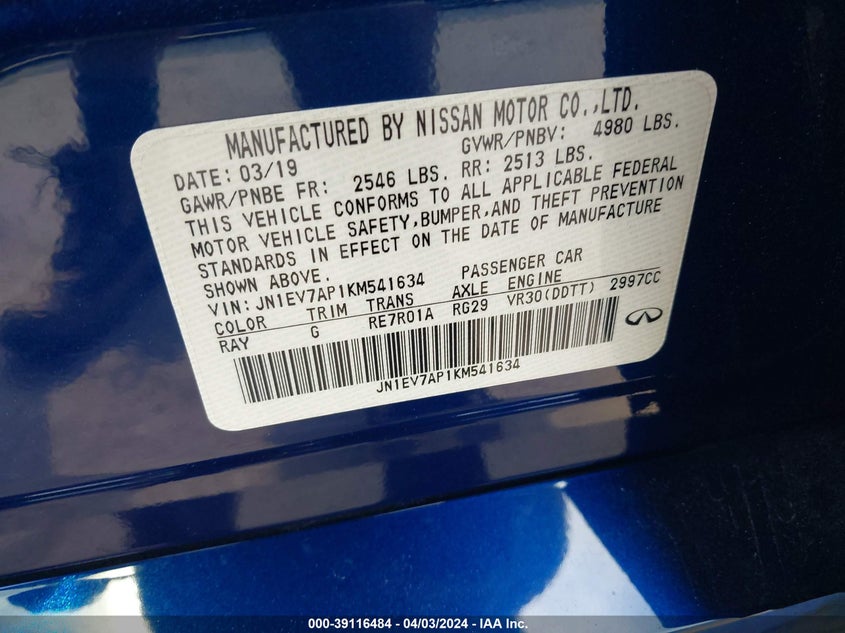 MANUFACTURED BY NISSAN MOTOR CO.,LTD.
DATE: 03/19 GVWR/PNBV: 4980 LBS.
GAWR/PNBE FR: 2546 LBS. RR: 2513 LBS.
THIS VEHICLE CONFORMS TO ALL APPLICABLE FEDERAL
MOTOR VEHICLE SAFETY,BUMPER,AND THEFT PREVENTION
STANDARDS IN EFFECT ON THE DATE OF MANUFACTURE
SHOWN ABOVE.
VIN: JN1EV7AP1KM541634 PASSENGER CAR
COLOR TRIM TRANS AXLE ENGINE
RAY G RE7R01A RG29 VR30(DDTT) 2997CC
JN1EV7AP1KM541634
000-39116484 - 04/03/2024 - IAA Inc.